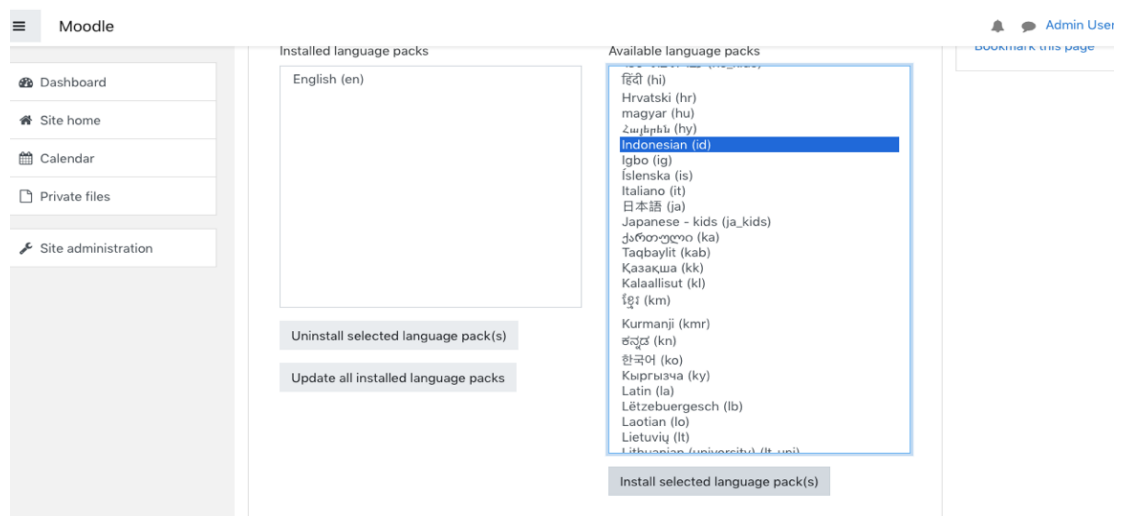 Moodle
Admin User
Dashboard
Site home
Calendar
Private files
Site administration
Installed language packs
English (en)
Uninstall selected language pack(s)
Update all installed language packs
Available language packs
हिंदी (hi)
Hrvatski (hr)
magyar (hu)
Հայերեն (hy)
Indonesian (id)
Igbo (ig)
Íslenska (is)
Italiano (it)
日本語 (ja)
Japanese - kids (ja_kids)
ქართული (ka)
Taqbaylit (kab)
Қазақша (kk)
Kalaallisut (kl)
ខ្មែរ (km)
Kurmanji (kmr)
ಕನ್ನಡ (kn)
한국어 (ko)
Кыргызча (ky)
Latin (la)
Lëtzebuergesch (lb)
Laotian (lo)
Lietuvių (lt)
Lithuanian (university) (lt_uni)
Install selected language pack(s)
Bookmark this page